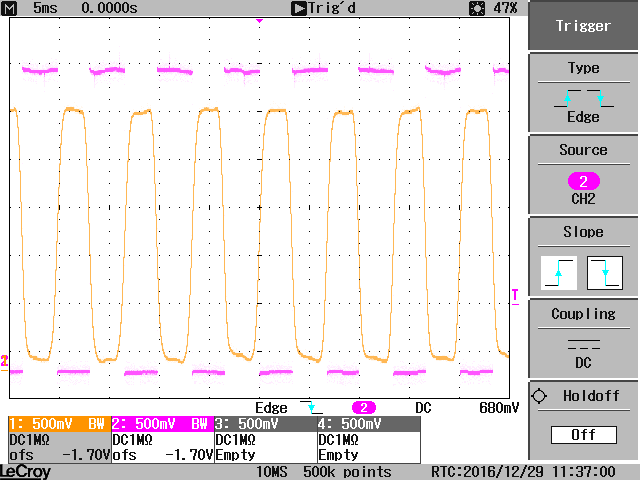 M 5ms 0.0000s Trig'd 47%
Trigger
Type
Edge
Source
2
CH2
Slope
T
Coupling
DC
2
Holdoff
Off
Edge 2 DC 680mV
1: 500mV BW 2: 500mV BW 3: 500mV 4: 500mV
DC1MΩ DC1MΩ DC1MΩ DC1MΩ
ofs -1.70V ofs -1.70V Empty Empty
LeCroy 10MS 500k points RTC:2016/12/29 11:37:00